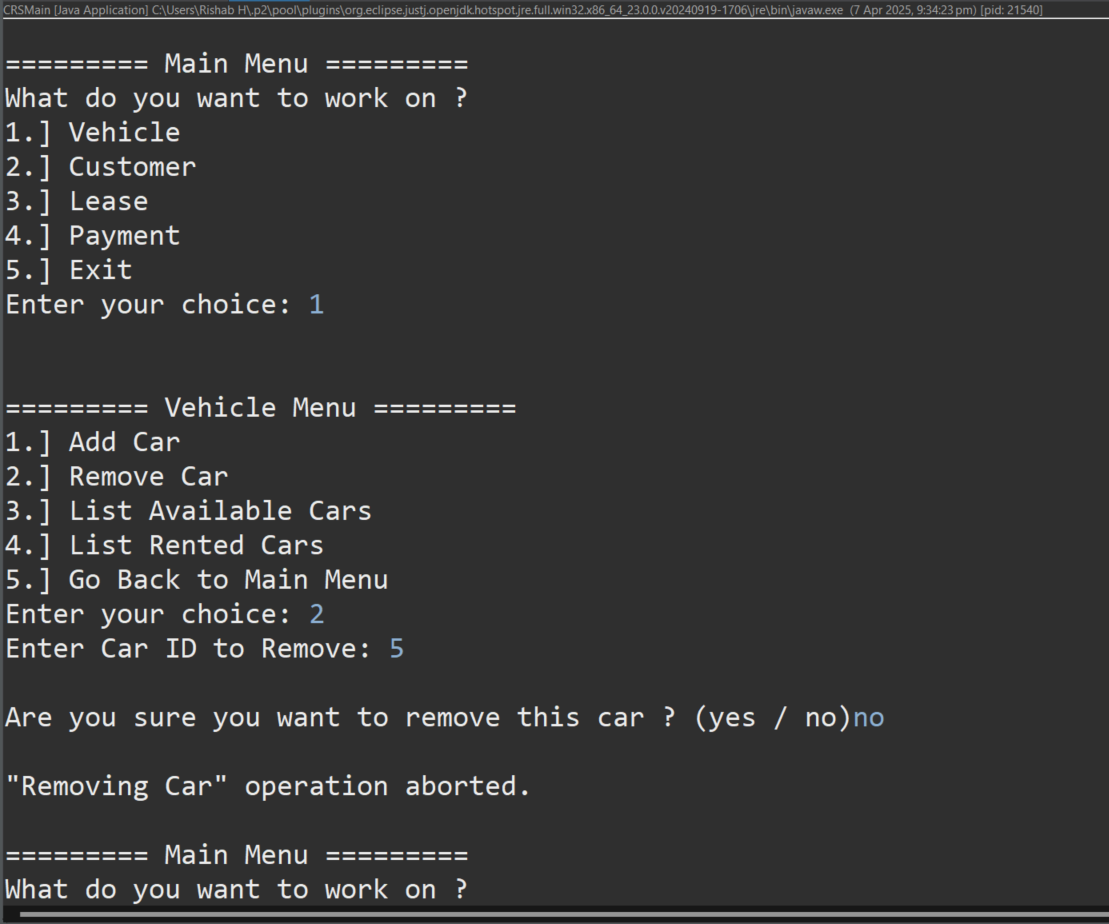 CRSMain [Java Application] C:\Users\Rishab H\.p2\pool\plugins\org.eclipse.justj.openjdk.hotspot.jre.full.win32.x86_64_23.0.0.v20240919-1706\jre\bin\javaw.exe (7 Apr 2025, 9:34:23 pm) [pid: 21540]
========= Main Menu =========
What do you want to work on ?
1.] Vehicle
2.] Customer
3.] Lease
4.] Payment
5.] Exit
Enter your choice: 1
========= Vehicle Menu =========
1.] Add Car
2.] Remove Car
3.] List Available Cars
4.] List Rented Cars
5.] Go Back to Main Menu
Enter your choice: 2
Enter Car ID to Remove: 5
Are you sure you want to remove this car ? (yes / no)no
"Removing Car" operation aborted.
========= Main Menu =========
What do you want to work on ?